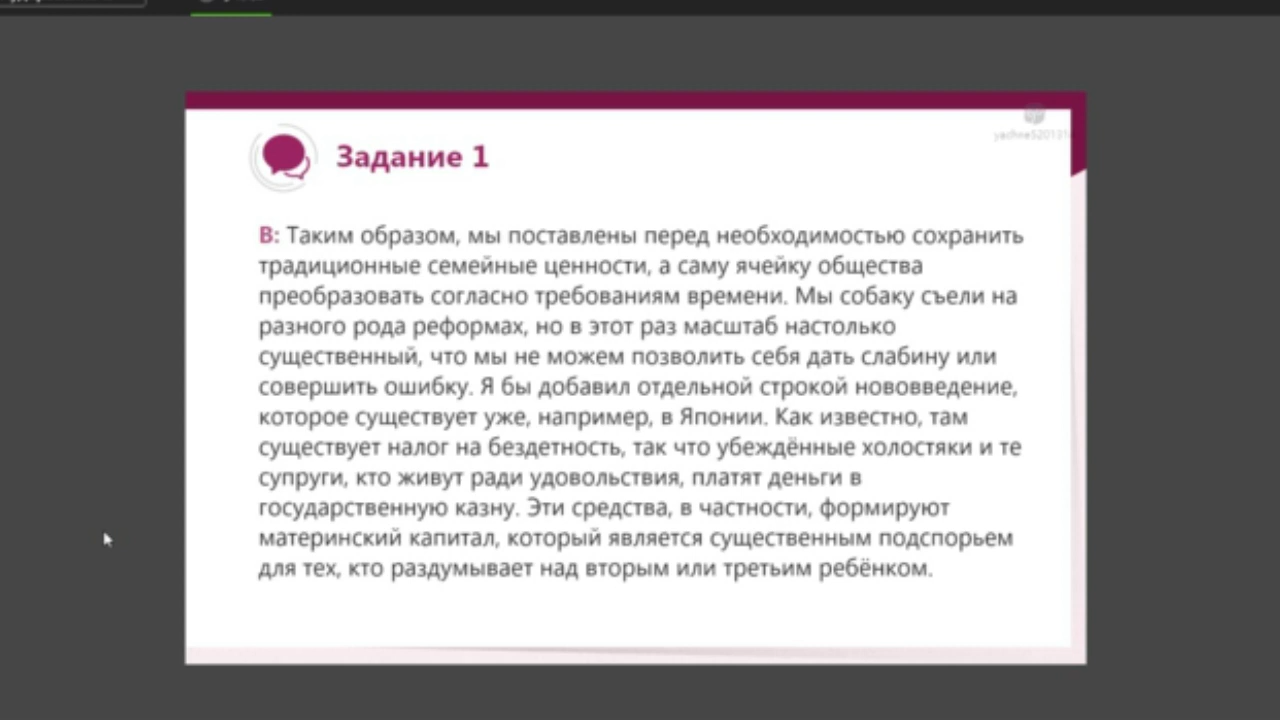 Задание 1
В: Таким образом, мы поставлены перед необходимостью сохранить
традиционные семейные ценности, а саму ячейку общества
преобразовать согласно требованиям времени. Мы собаку съели на
разного рода реформах, но в этот раз масштаб настолько
существенный, что мы не можем позволить себя дать слабину или
совершить ошибку. Я бы добавил отдельной строкой нововведение,
которое существует уже, например, в Японии. Как известно, там
существует налог на бездетность, так что убеждённые холостяки и те
супруги, кто живут ради удовольствия, платят деньги в
государственную казну. Эти средства, в частности, формируют
материнский капитал, который является существенным подспорьем
для тех, кто раздумывает над вторым или третьим ребёнком.